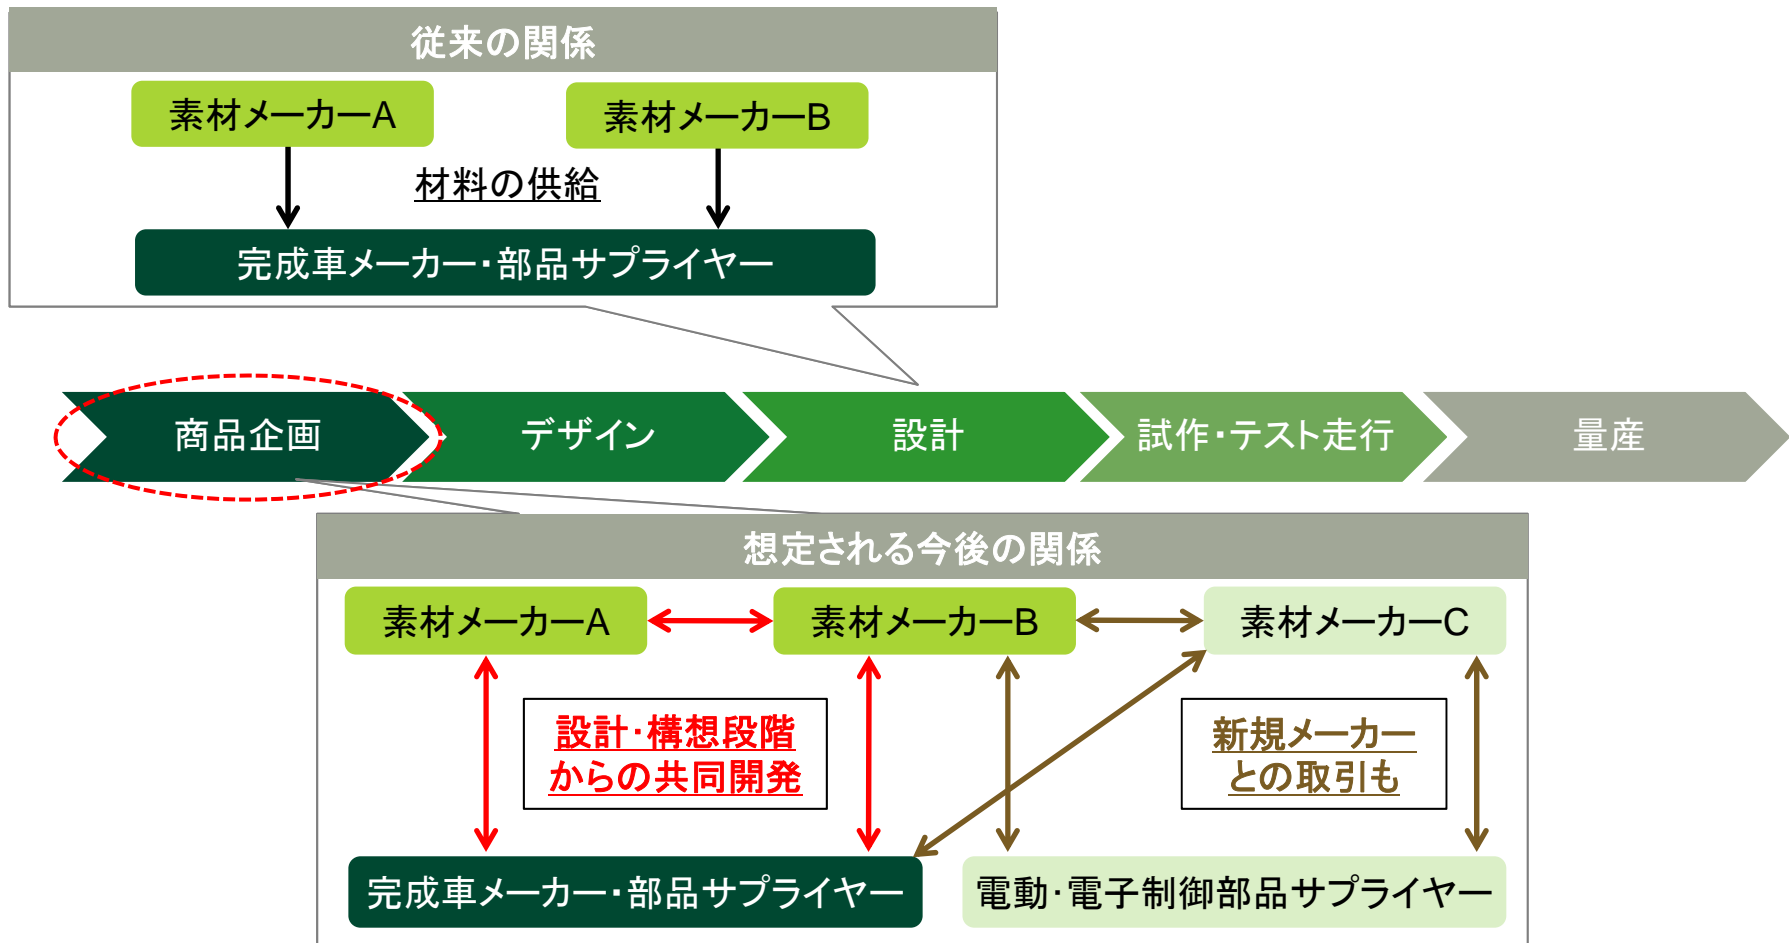 従来の関係
素材メーカーA
素材メーカーB
材料の供給
完成車メーカー・部品サプライヤー
商品企画
デザイン
設計
試作・テスト走行
量産
想定される今後の関係
素材メーカーA
素材メーカーB
素材メーカーC
設計・構想段階
からの共同開発
新規メーカー
との取引も
完成車メーカー・部品サプライヤー
電動・電子制御部品サプライヤー